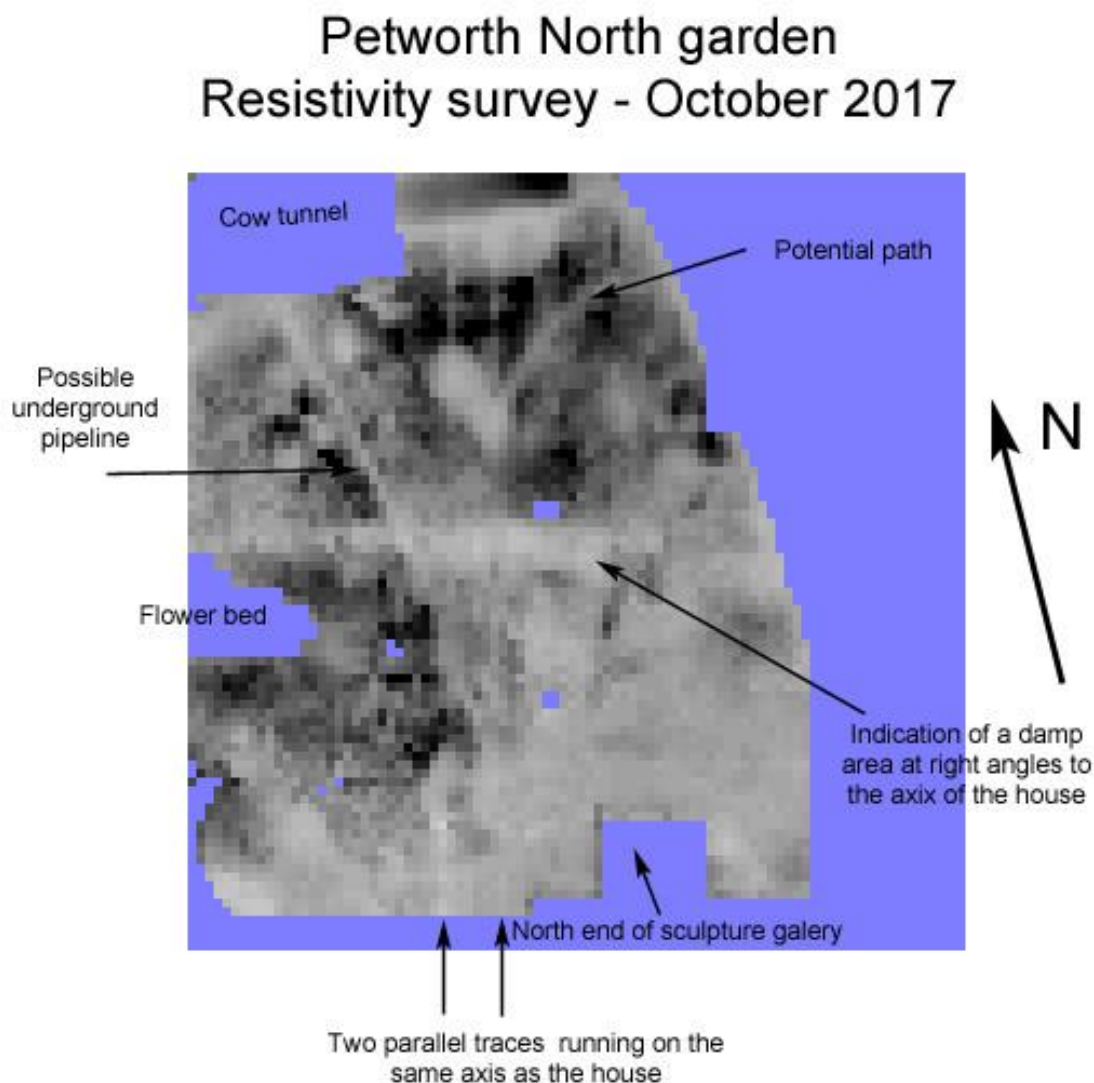 Petworth North garden
Resistivity survey - October 2017
Cow tunnel
Potential path
Possible
underground
pipeline
N
Flower bed
Indication of a damp
area at right angles to
the axix of the house
North end of sculpture galery
Two parallel traces running on the
same axis as the house